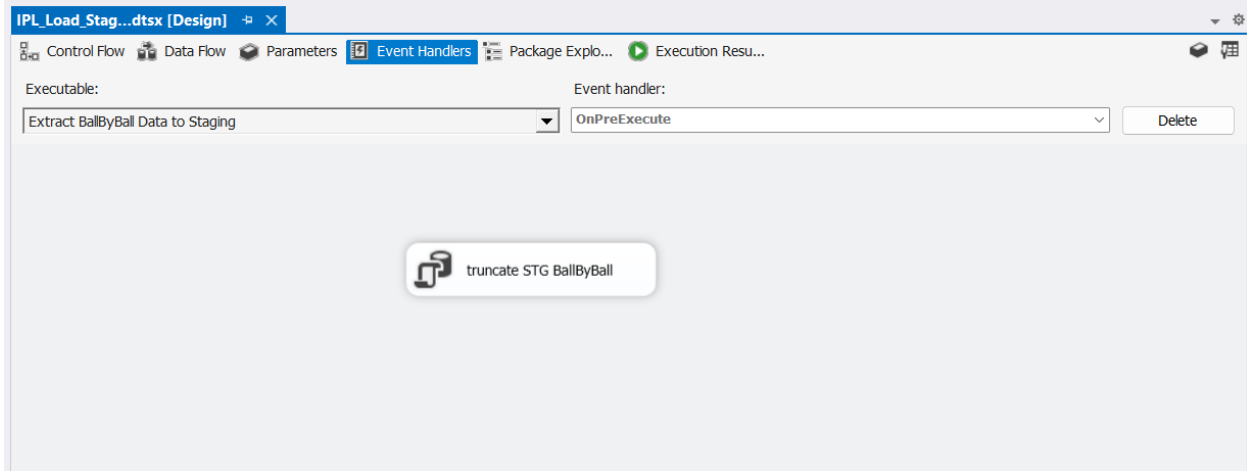 IPL_Load_Stag...dtsx [Design]
Control Flow Data Flow Parameters Event Handlers Package Explo... Execution Resu...
Executable: Event handler:
Extract BallByBall Data to Staging OnPreExecute Delete
truncate STG BallByBall